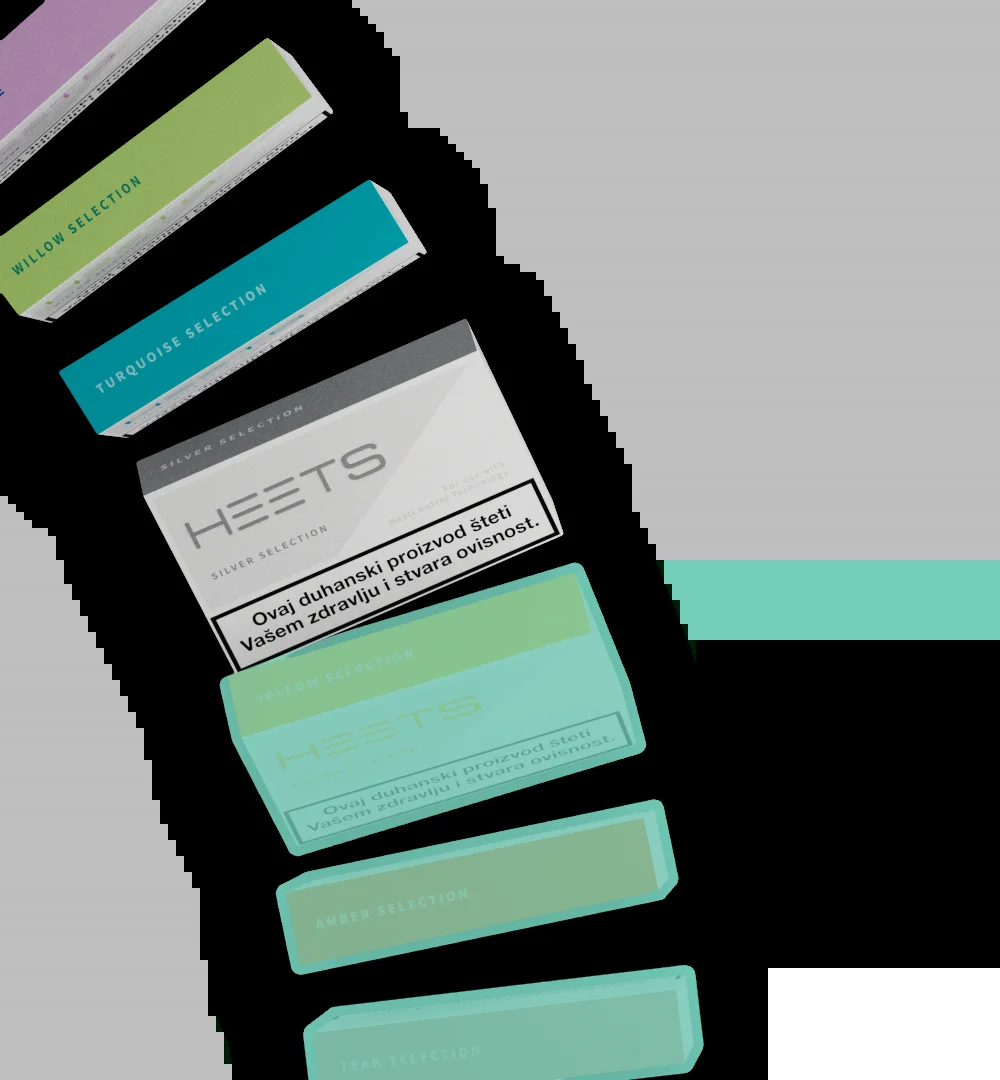 WILLOW SELECTION
TURQUOISE SELECTION
SILVER SELECTION
HEETS
SILVER SELECTION
For use with
HeatControl Technology.
Ovaj duhanski proizvod šteti
Vašem zdravlju i stvara ovisnost.
YELLOW SELECTION
HEETS
Ovaj duhanski proizvod šteti
Vašem zdravlju i stvara ovisnost.
AMBER SELECTION
TEAK SELECTION